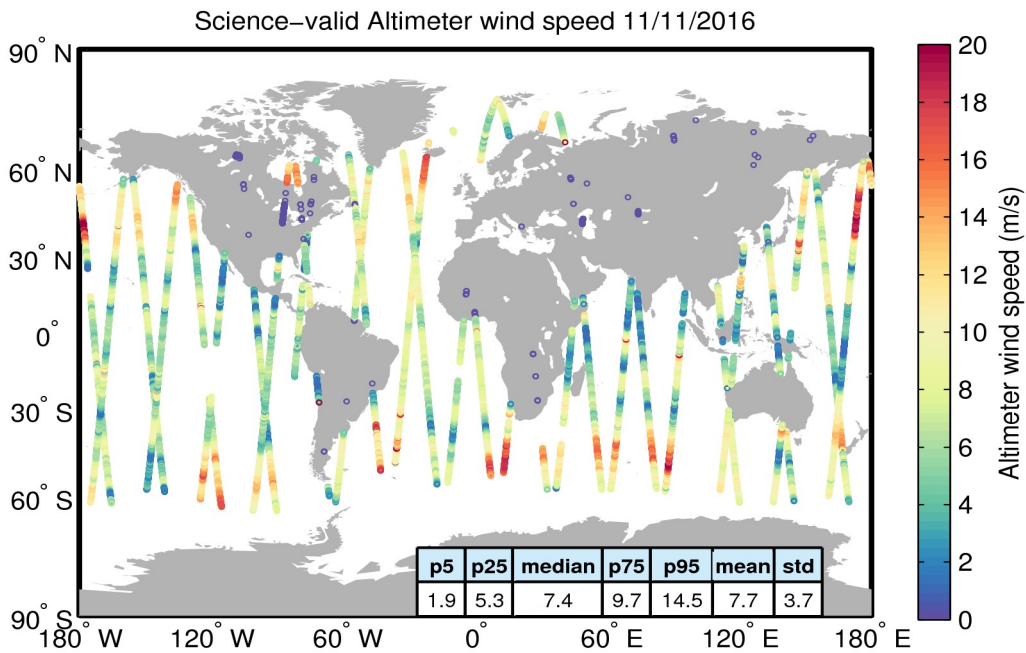 Science−valid Altimeter wind speed 11/11/2016
90° N
60° N
30° N
0°
30° S
60° S
90° S
180° W
120° W
60° W
0°
60° E
120° E
180° E
p5 p25 median p75 p95 mean std
1.9 5.3 7.4 9.7 14.5 7.7 3.7
20
18
16
14
12
10
8
6
4
2
0
Altimeter wind speed (m/s)